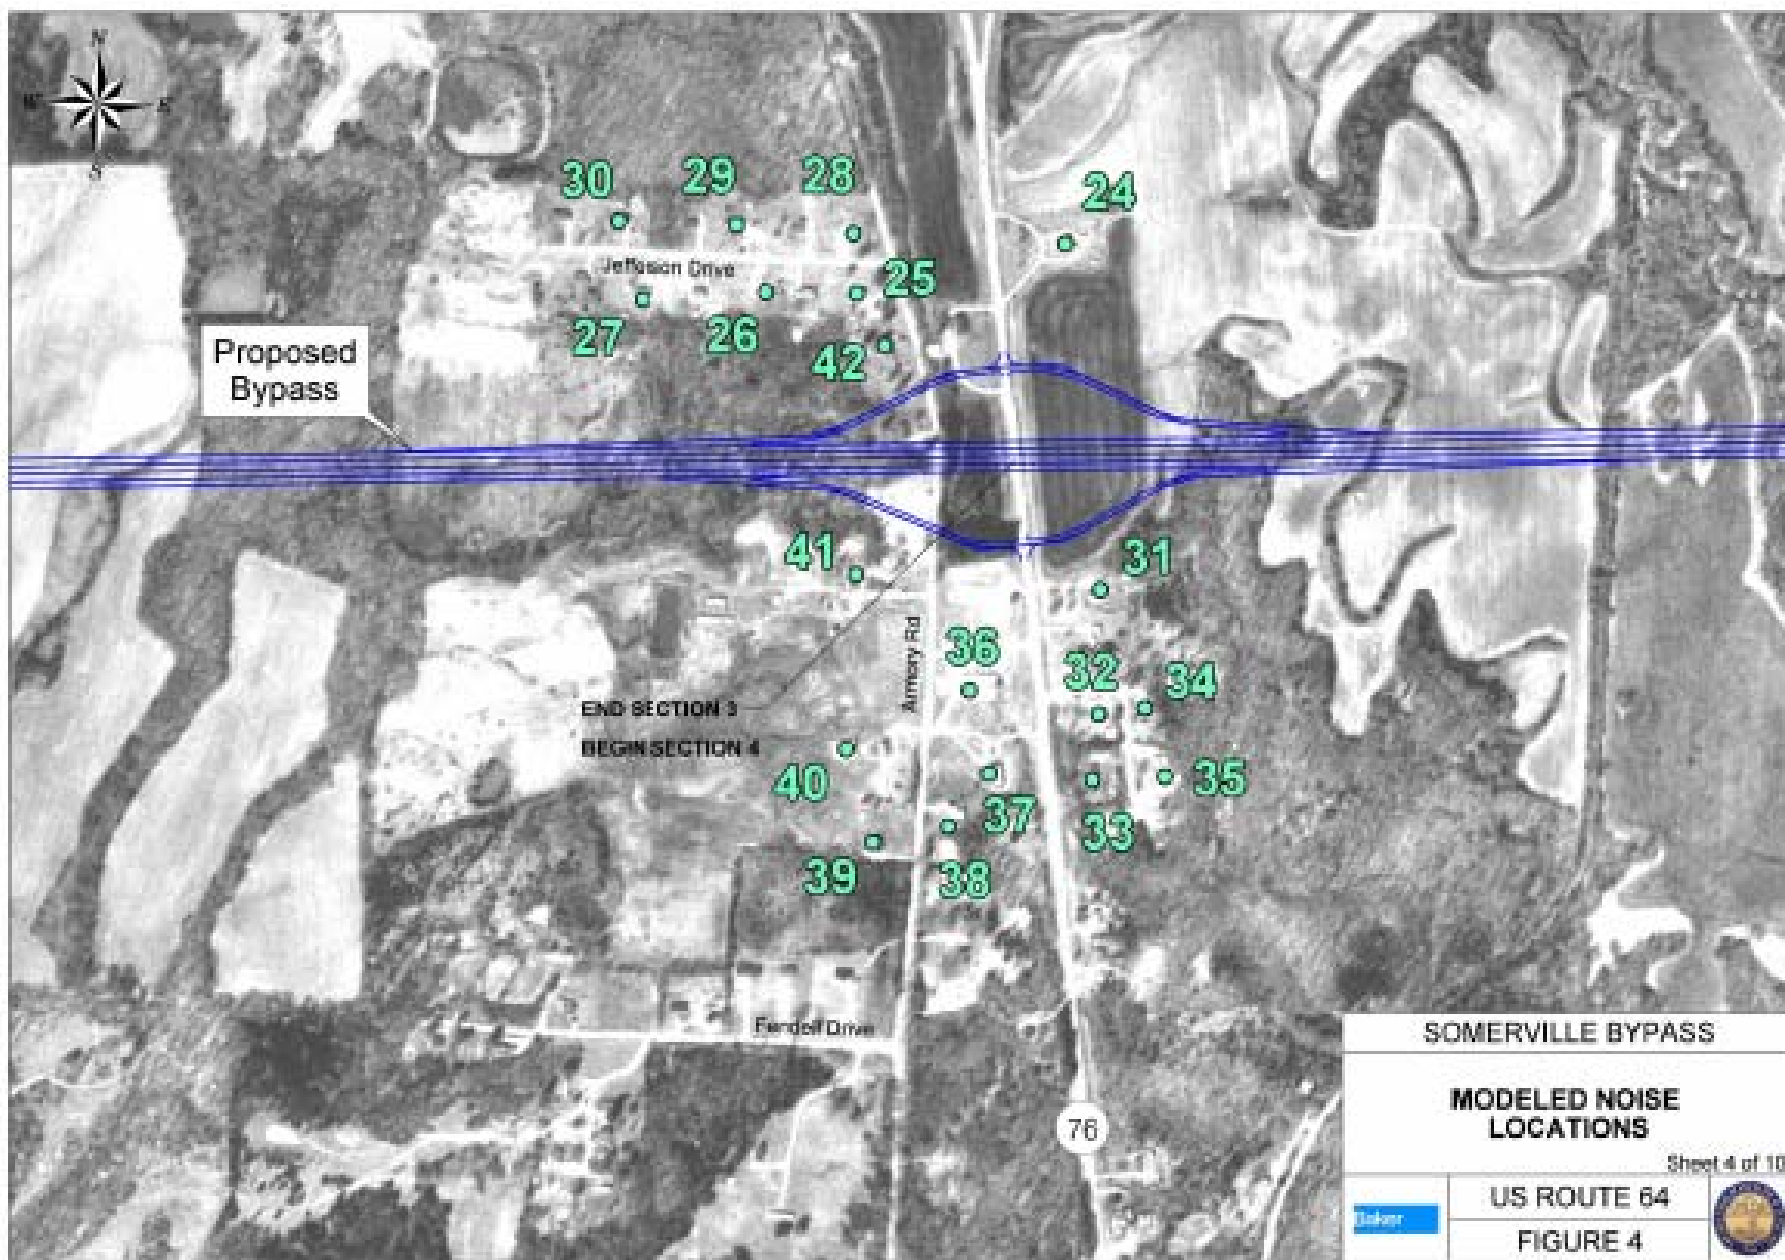 N
W
E
S
30
29
28
24
Jefferson Drive
25
27
26
42
Proposed
Bypass
41
31
Armory Rd
36
32
34
END SECTION 3
BEGIN SECTION 4
40
37
35
33
39
38
76
SOMERVILLE BYPASS
MODELED NOISE
LOCATIONS
Sheet 4 of 10
Baker
US ROUTE 64
FIGURE 4